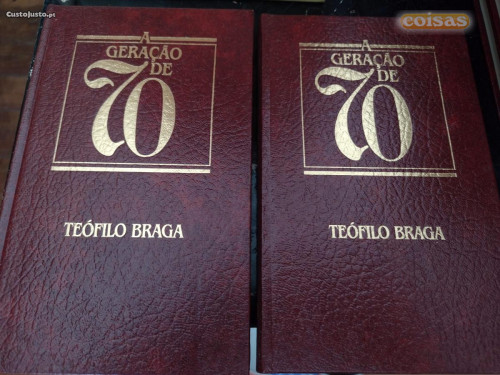 CustoJusto.pt
coisas
A
GERAÇÃO
DE
70
TEÓFILO BRAGA
A
GERAÇÃO
DE
70
TEÓFILO BRAGA